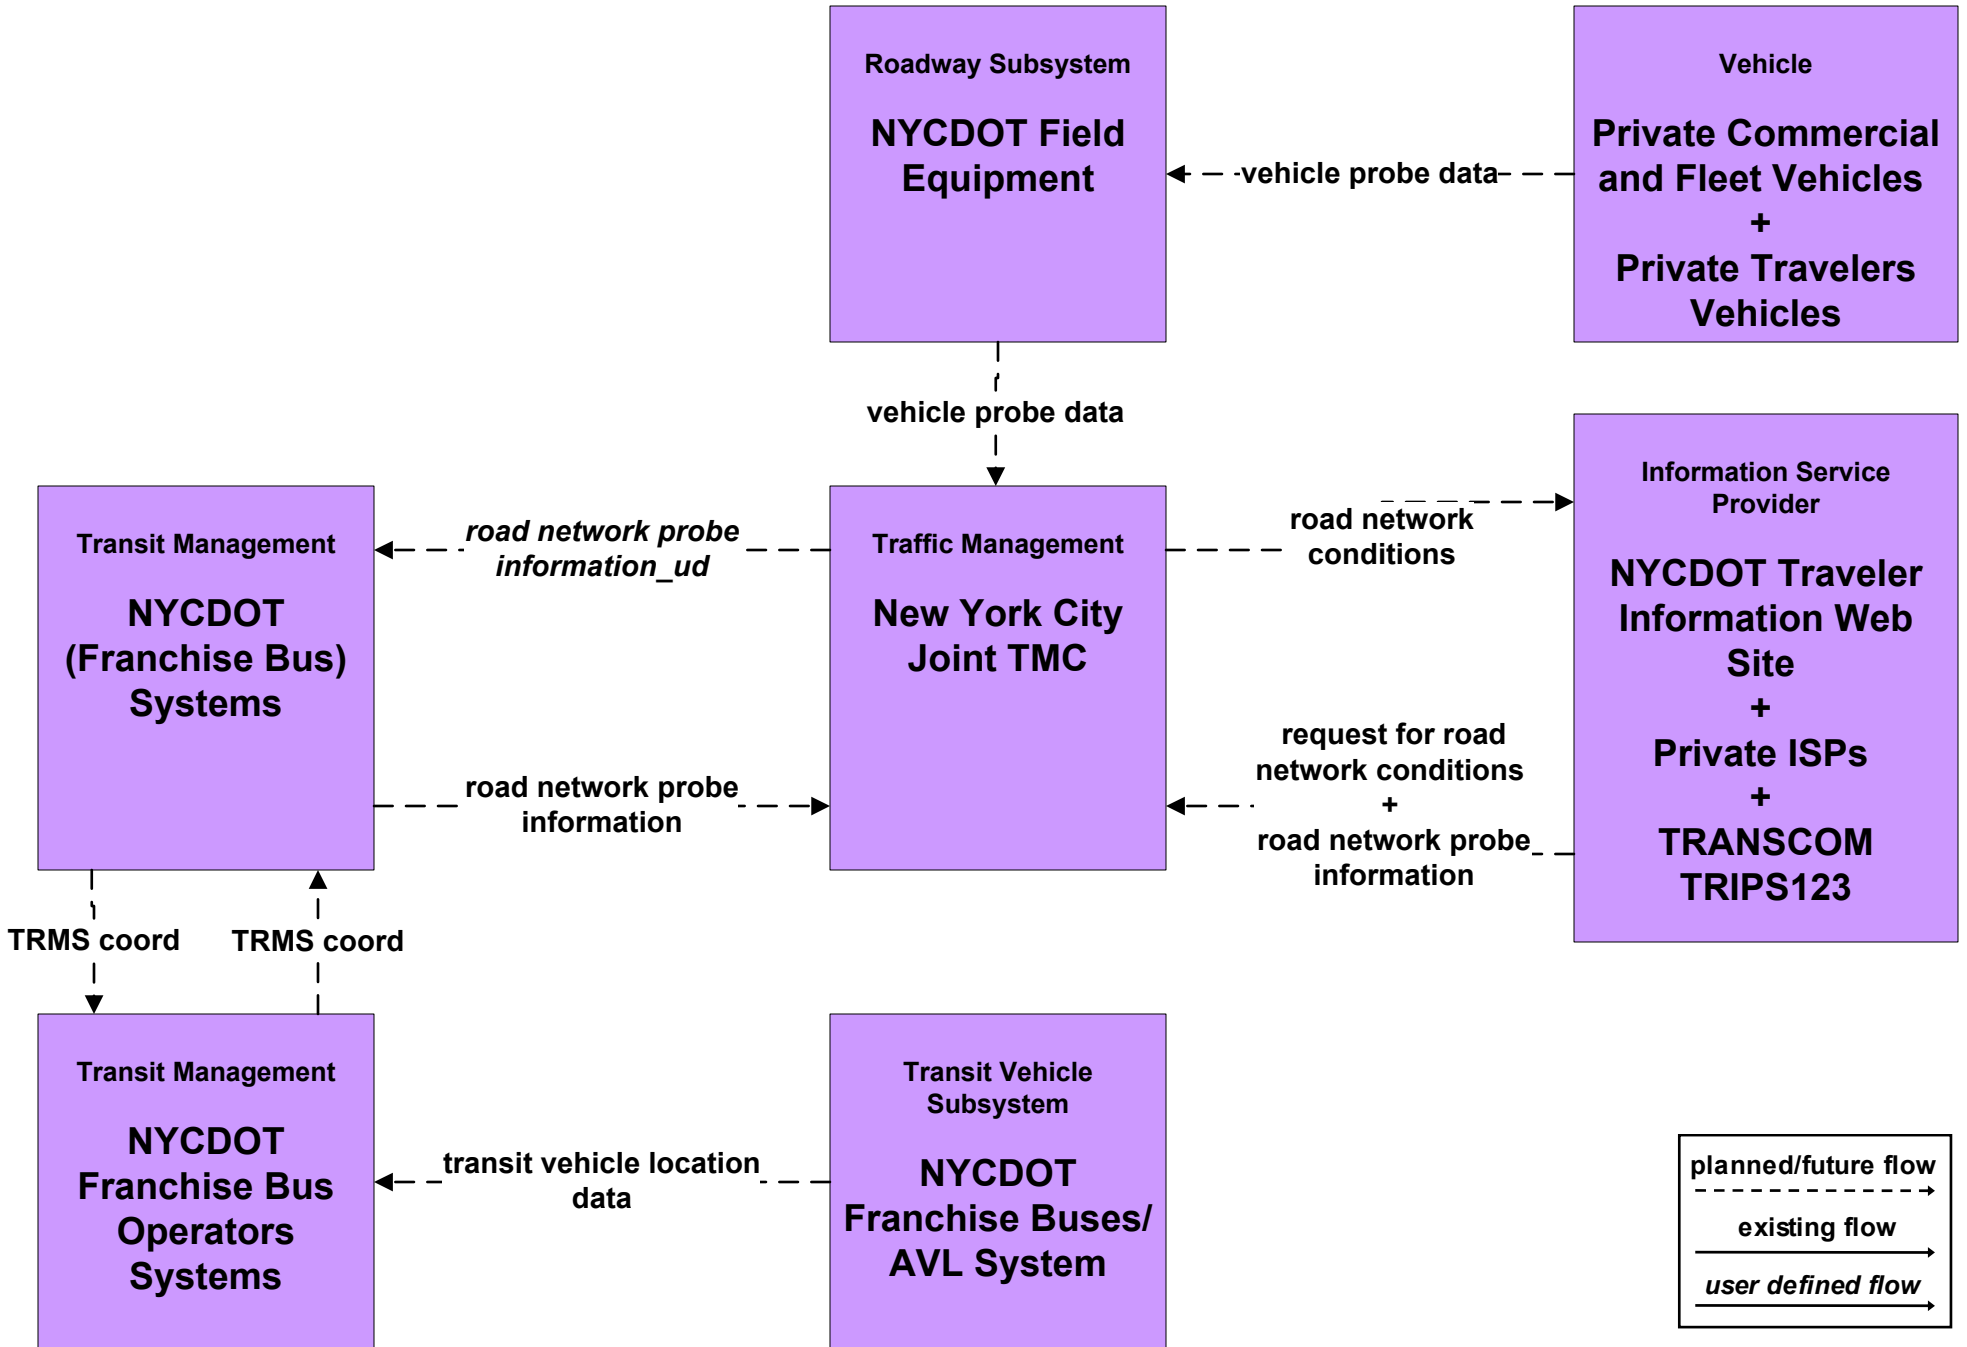 Roadway Subsystem
NYCDOT Field
Equipment
vehicle probe data
Vehicle
Private Commercial
and Fleet Vehicles
+
Private Travelers
Vehicles
vehicle probe data
Transit Management
NYCDOT
(Franchise Bus)
Systems
road network probe
information_ud
Traffic Management
New York City
Joint TMC
road network
conditions
Information Service
Provider
NYCDOT Traveler
Information Web
Site
+
Private ISPs
+
TRANSCOM
TRIPS123
road network probe
information
request for road
network conditions
+
road network probe
information
TRMS coord
TRMS coord
Transit Management
NYCDOT
Franchise Bus
Operators
Systems
transit vehicle location
data
Transit Vehicle
Subsystem
NYCDOT
Franchise Buses/
AVL System
planned/future flow
existing flow
user defined flow